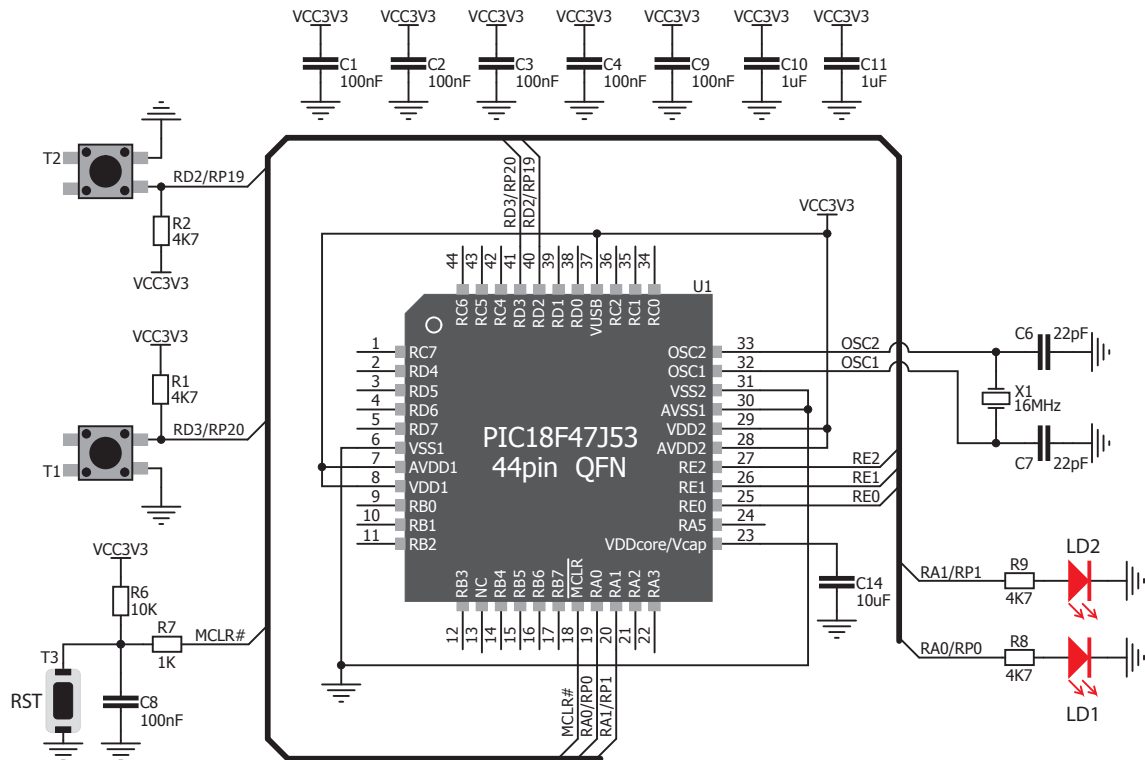 VCC3V3 VCC3V3 VCC3V3 VCC3V3 VCC3V3 VCC3V3 VCC3V3
C1 C2 C3 C4 C9 C10 C11
100nF 100nF 100nF 100nF 100nF 1uF 1uF
T2
RD2/RP19
R2
4K7
VCC3V3
VCC3V3
R1
4K7
RD3/RP20
T1
VCC3V3
R6
10K
R7
1K
MCLR#
T3
RST
C8
100nF
RD3/RP20
RD2/RP19
VCC3V3
U1
44 43 42 41 40 39 38 37 36 35 34
RC6 RC5 RC4 RD3 RD2 RD1 RD0 VUSB RC2 RC1 RC0
1 RC7
2 RD4
3 RD5
4 RD6
5 RD7
6 VSS1
7 AVDD1
8 VDD1
9 RB0
10 RB1
11 RB2
PIC18F47J53
44pin QFN
OSC2 33 OSC2
OSC1 32 OSC1
VSS2 31
AVSS1 30
VDD2 29
AVDD2 28
RE2 27 RE2
RE1 26 RE1
RE0 25 RE0
RA5 24
VDDcore/Vcap 23
RB3 NC RB4 RB5 RB6 RB7 MCLR RA0 RA1 RA2 RA3
12 13 14 15 16 17 18 19 20 21 22
MCLR#
RA0/RP0
RA1/RP1
C14
10uF
C6 22pF
X1
16MHz
C7 22pF
RA1/RP1
R9
4K7
LD2
RA0/RP0
R8
4K7
LD1